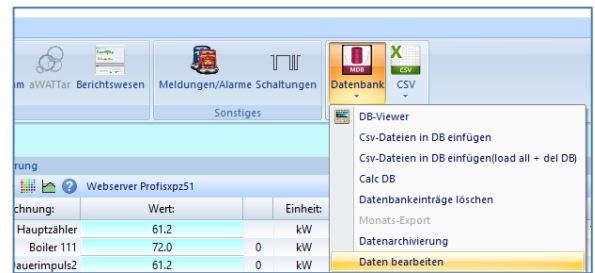 MDB
X
CSV
m aWATTar Berichtswesen Meldungen/Alarme Schaltungen Datenbank CSV
Sonstiges
DB-Viewer
Csv-Dateien in DB einfügen
Csv-Dateien in DB einfügen(load all + del DB)
Calc DB
Datenbankeinträge löschen
Monats-Export
Datenarchivierung
Daten bearbeiten
rung
? Webserver Profisxpz51
chnung: Wert: Einheit:
Hauptzähler 61.2 kW
Boiler 111 72.0 0 kW
Dauerimpuls2 61.2 0 kW